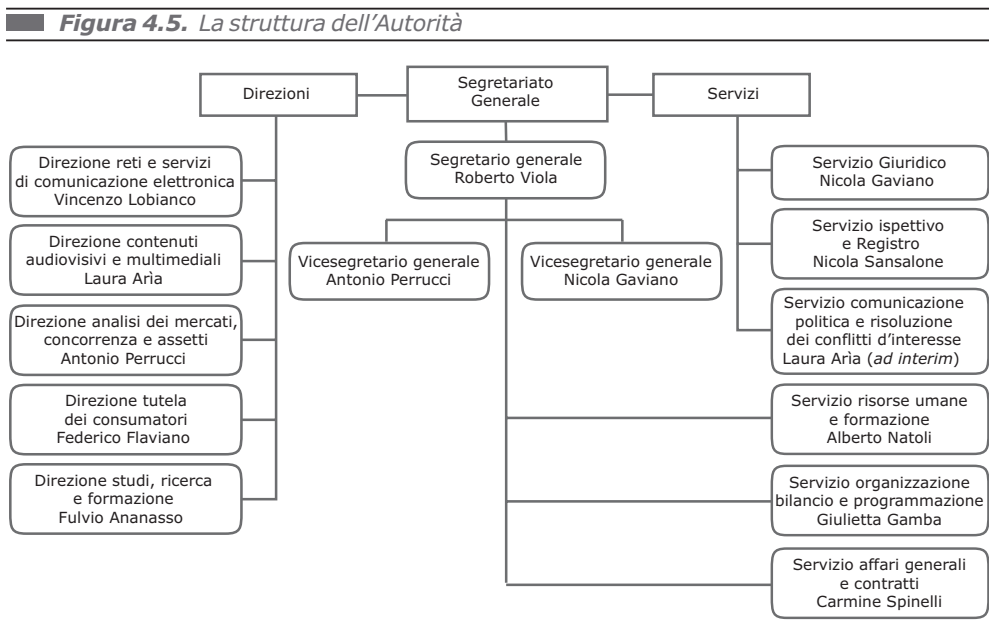 Figura 4.5. La struttura dell'Autorità
Direzioni
Segretariato
Generale
Servizi
Segretario generale
Roberto Viola
Vicesegretario generale
Antonio Perrucci
Vicesegretario generale
Nicola Gaviano
Direzione reti e servizi
di comunicazione elettronica
Vincenzo Lobianco
Direzione contenuti
audiovisivi e multimediali
Laura Arìa
Direzione analisi dei mercati,
concorrenza e assetti
Antonio Perrucci
Direzione tutela
dei consumatori
Federico Flaviano
Direzione studi, ricerca
e formazione
Fulvio Ananasso
Servizio Giuridico
Nicola Gaviano
Servizio ispettivo
e Registro
Nicola Sansalone
Servizio comunicazione
politica e risoluzione
dei conflitti d'interesse
Laura Arìa (ad interim)
Servizio risorse umane
e formazione
Alberto Natoli
Servizio organizzazione
bilancio e programmazione
Giulietta Gamba
Servizio affari generali
e contratti
Carmine Spinelli